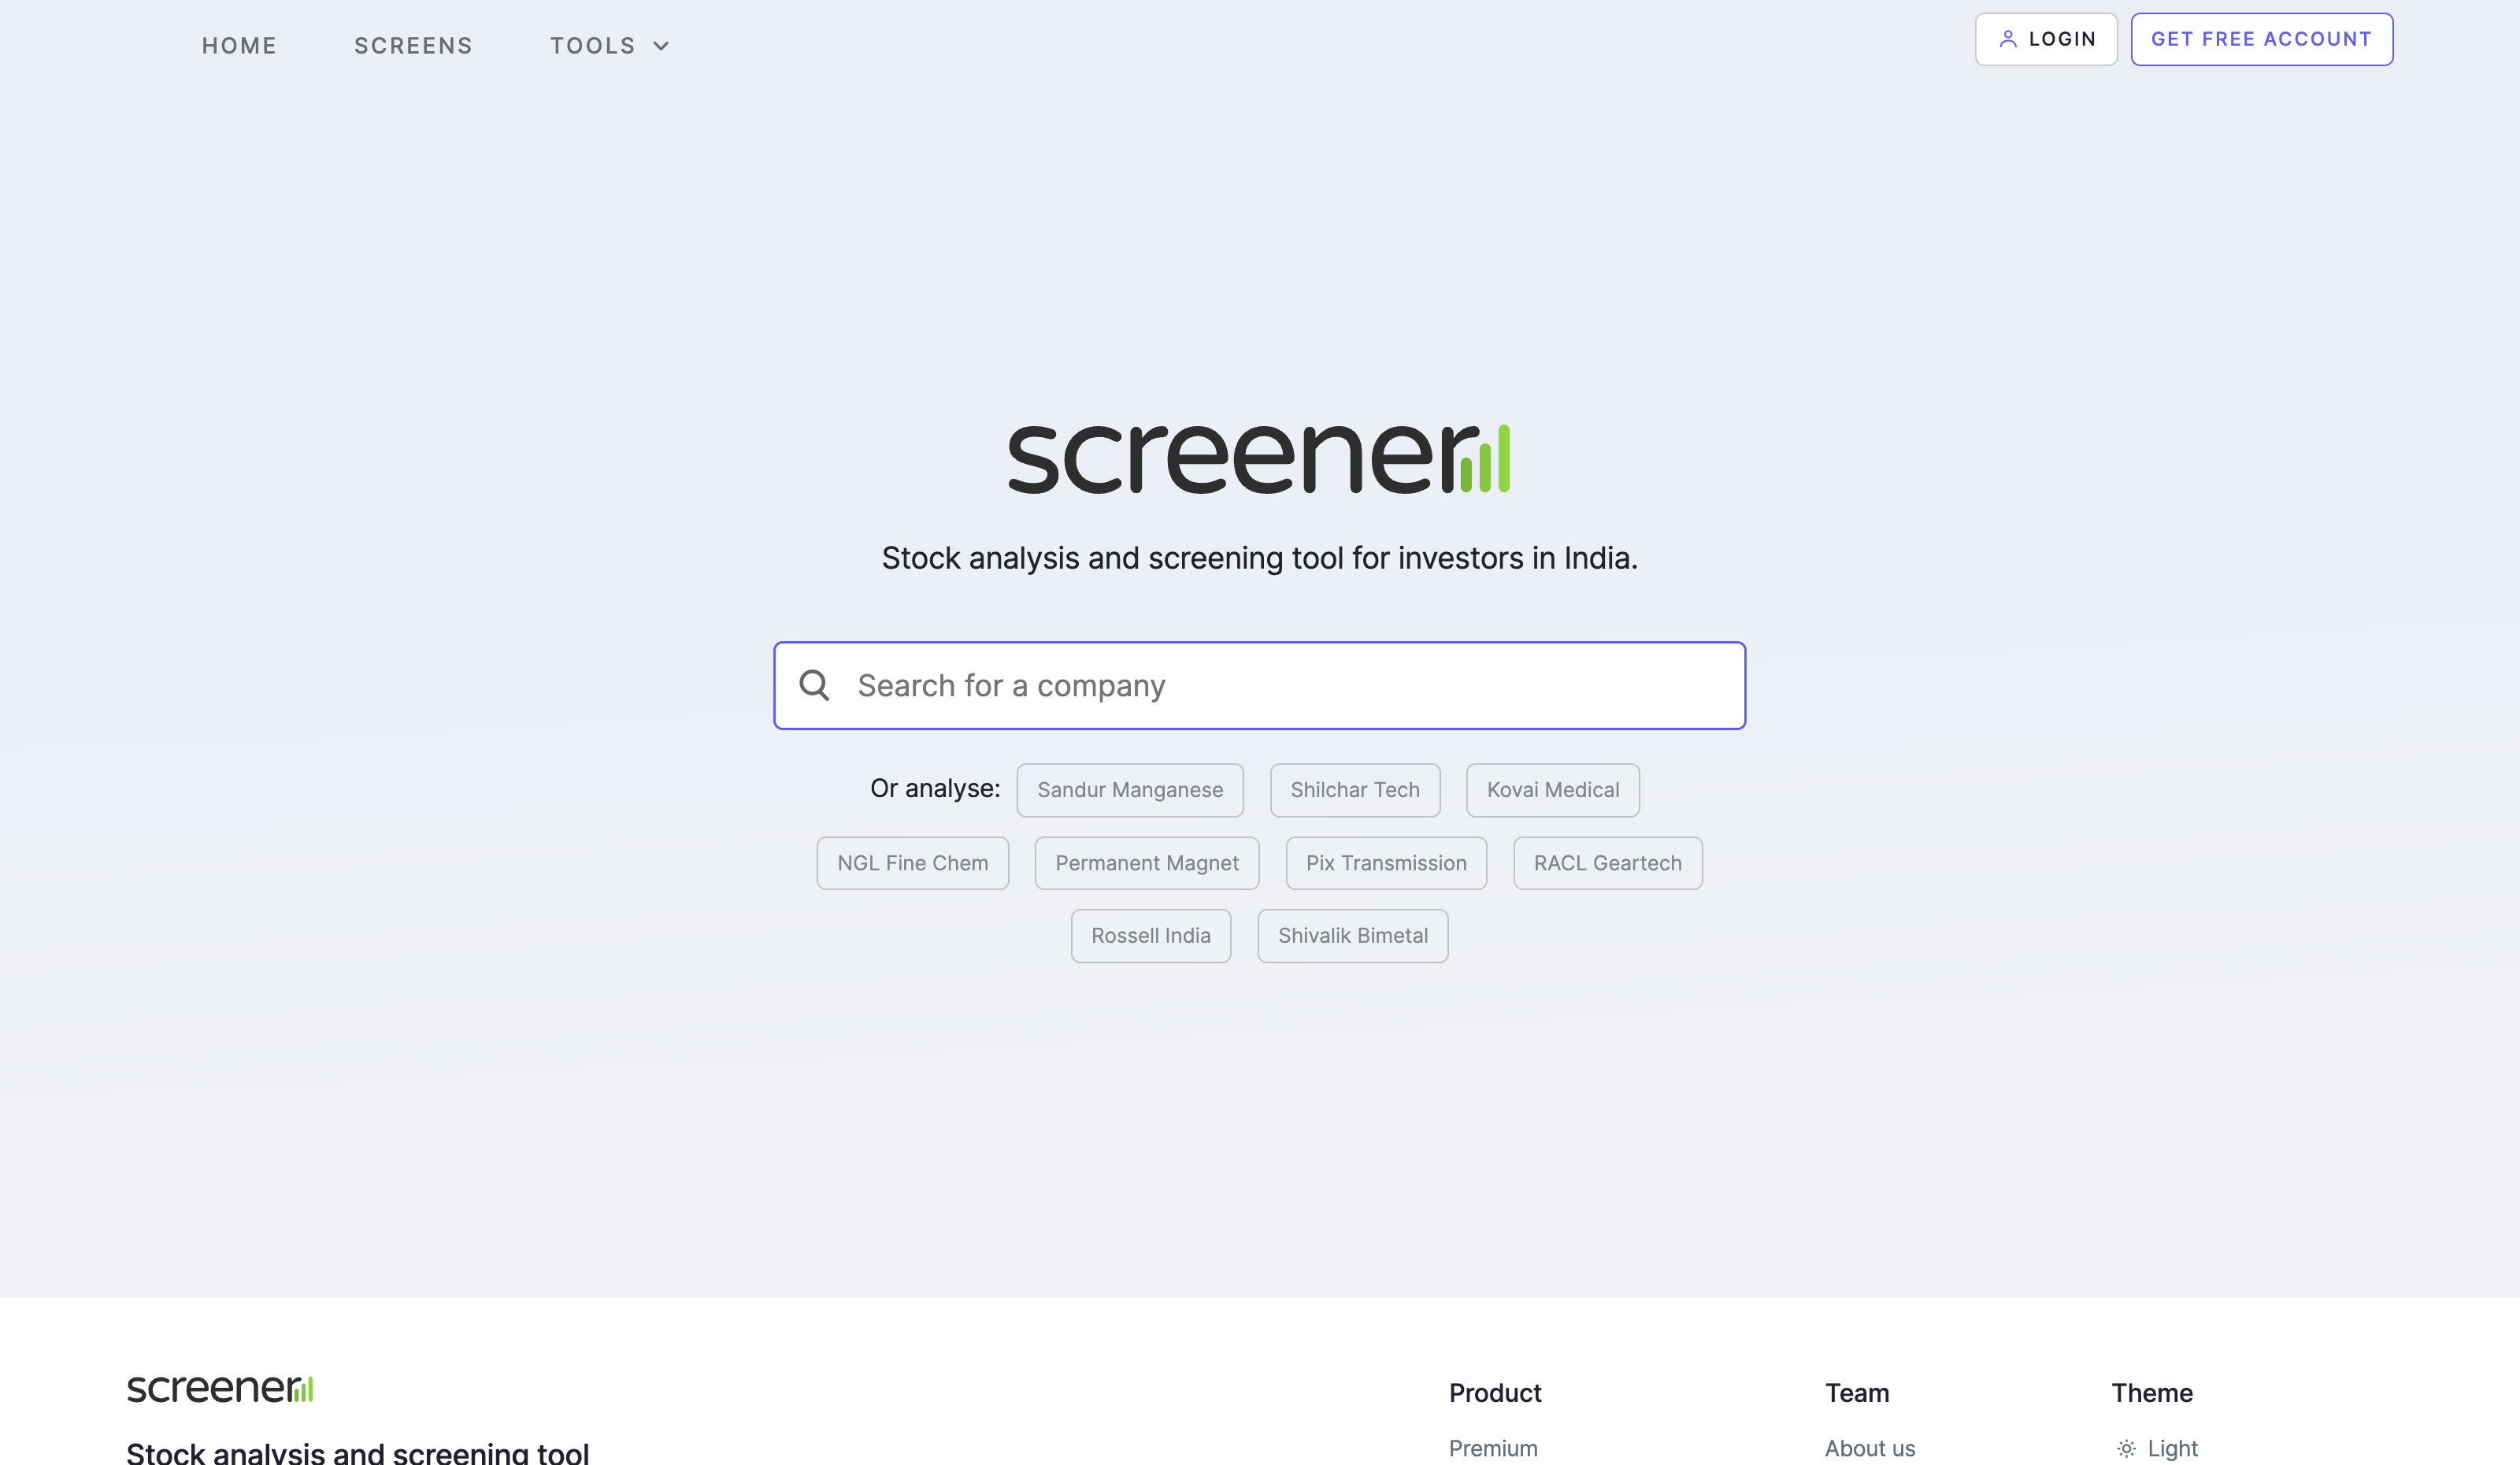 HOME SCREENS TOOLS LOGIN GET FREE ACCOUNT
screener
Stock analysis and screening tool for investors in India.
Search for a company
Or analyse: Sandur Manganese Shilchar Tech Kovai Medical
NGL Fine Chem Permanent Magnet Pix Transmission RACL Geartech
Rossell India Shivalik Bimetal
screener
Stock analysis and screening tool
Product
Premium
Team
About us
Theme
Light